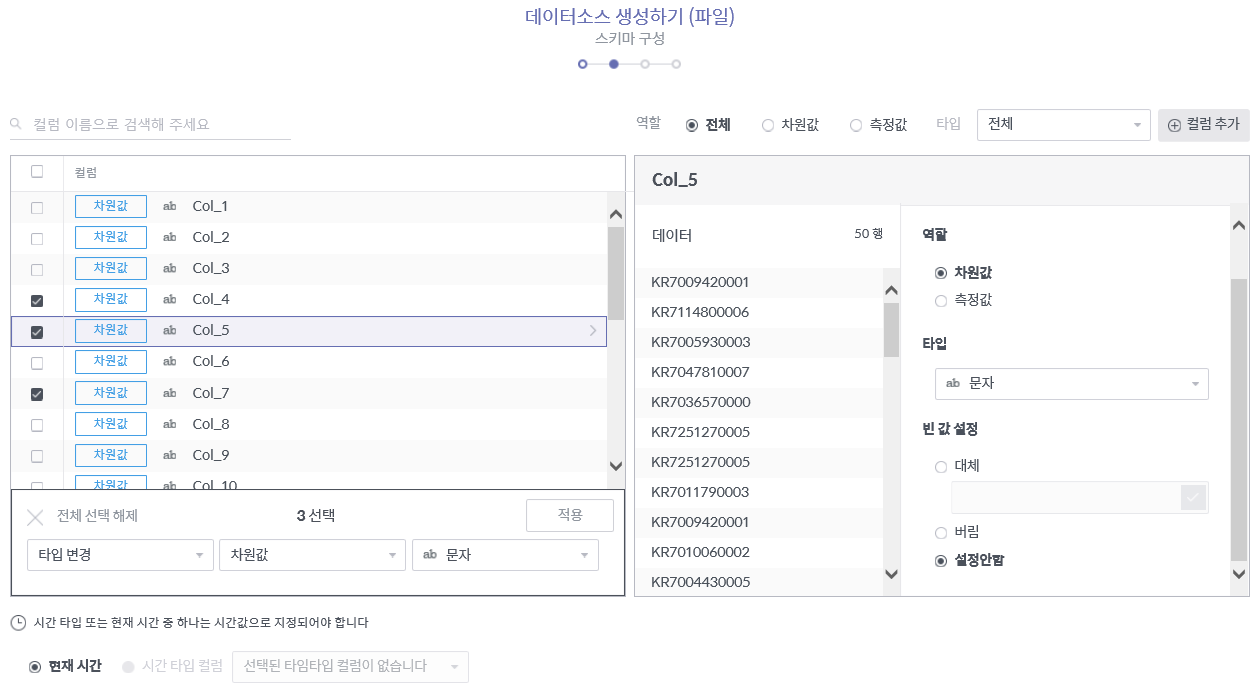 데이터소스 생성하기 (파일)
스키마 구성
컬럼 이름으로 검색해 주세요
역할 전체 차원값 측정값 타입 전체 컬럼 추가
컬럼
차원값 ab Col_1
차원값 ab Col_2
차원값 ab Col_3
차원값 ab Col_4
차원값 ab Col_5
차원값 ab Col_6
차원값 ab Col_7
차원값 ab Col_8
차원값 ab Col_9
차원값 ab Col_10
전체 선택 해제 3 선택 적용
타입 변경 차원값 ab 문자
Col_5
데이터 50 행
KR7009420001
KR7114800006
KR7005930003
KR7047810007
KR7036570000
KR7251270005
KR7251270005
KR7011790003
KR7009420001
KR7010060002
KR7004430005
역할
차원값
측정값
타입
ab 문자
빈 값 설정
대체
버림
설정안함
시간 타입 또는 현재 시간 중 하나는 시간값으로 지정되어야 합니다
현재 시간 시간 타입 컬럼 선택된 타임타입 컬럼이 없습니다